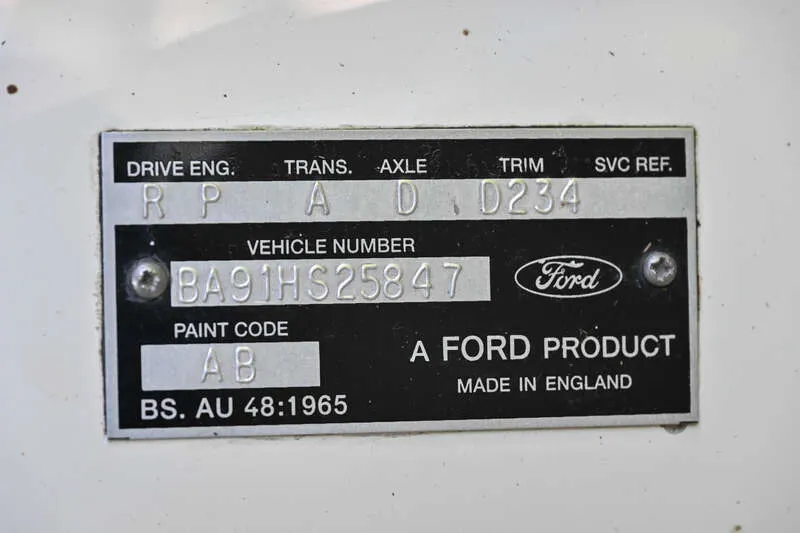 DRIVE ENG. TRANS. AXLE TRIM SVC REF.
R P A D D234
VEHICLE NUMBER
BA91HS25847
Ford
PAINT CODE
AB
A FORD PRODUCT
MADE IN ENGLAND
BS. AU 48:1965